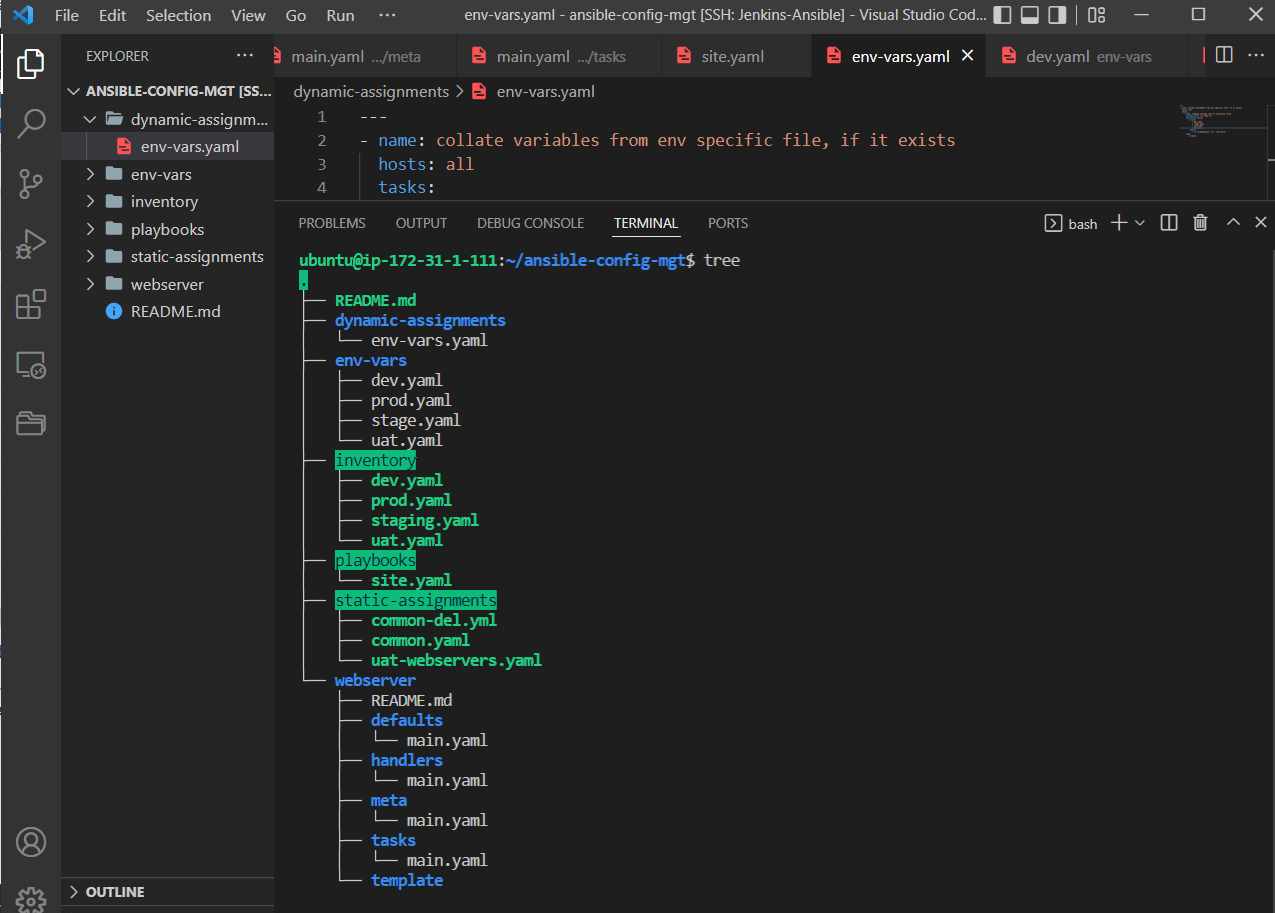 File Edit Selection View Go Run ··· env-vars.yaml - ansible-config-mgt [SSH: Jenkins-Ansible] - Visual Studio Cod...
EXPLORER ···
ANSIBLE-CONFIG-MGT [SS...
dynamic-assignm...
env-vars.yaml
env-vars
inventory
playbooks
static-assignments
webserver
README.md
OUTLINE
main.yaml .../meta main.yaml .../tasks site.yaml env-vars.yaml dev.yaml env-vars
dynamic-assignments > env-vars.yaml
1 ---
2 - name: collate variables from env specific file, if it exists
3 hosts: all
4 tasks:
PROBLEMS OUTPUT DEBUG CONSOLE TERMINAL PORTS bash
ubuntu@ip-172-31-1-111:~/ansible-config-mgt$ tree
.
├── README.md
├── dynamic-assignments
│   └── env-vars.yaml
├── env-vars
│   ├── dev.yaml
│   ├── prod.yaml
│   ├── stage.yaml
│   └── uat.yaml
├── inventory
│   ├── dev.yaml
│   ├── prod.yaml
│   ├── staging.yaml
│   └── uat.yaml
├── playbooks
│   └── site.yaml
├── static-assignments
│   ├── common-del.yml
│   ├── common.yaml
│   └── uat-webservers.yaml
└── webserver
    ├── README.md
    ├── defaults
    │   └── main.yaml
    ├── handlers
    │   └── main.yaml
    ├── meta
    │   └── main.yaml
    ├── tasks
    │   └── main.yaml
    └── template